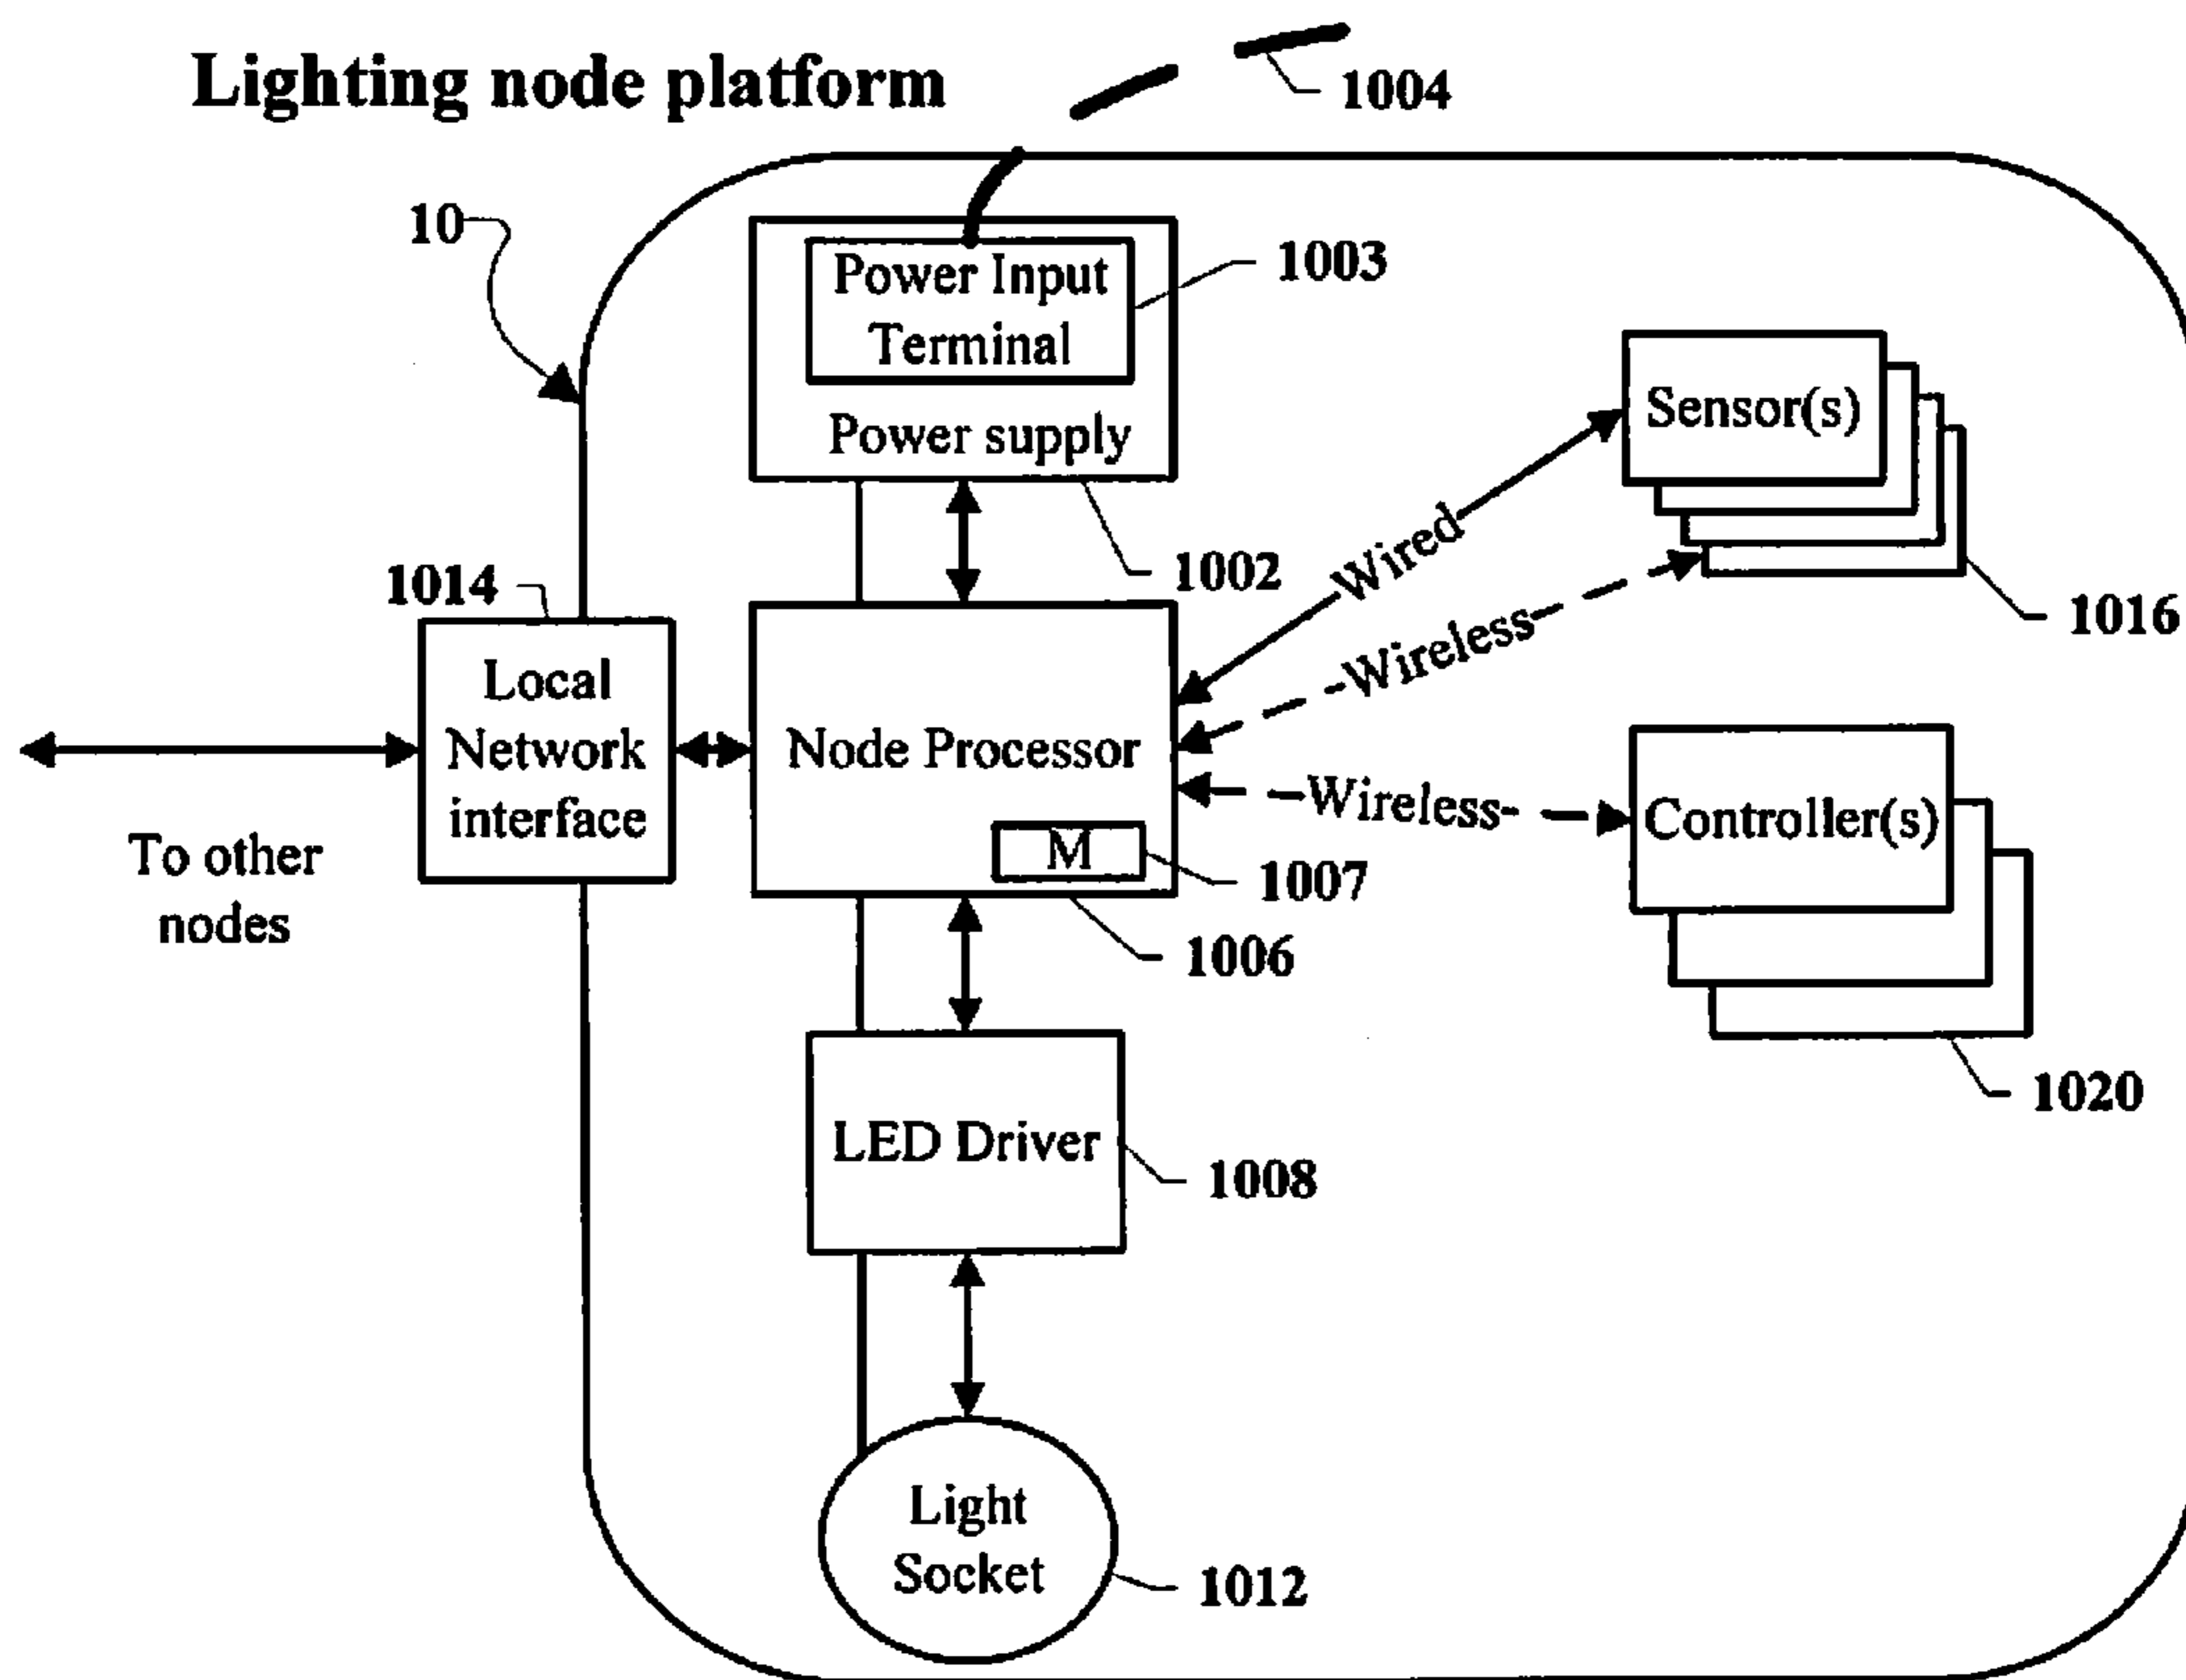 Lighting node platform
1004
10
Power Input
Terminal
1003
Power supply
1002
Sensor(s)
1016
Wired
Wireless
1014
Local
Network
interface
Node Processor
M
1007
1006
Wireless
Controller(s)
1020
To other
nodes
LED Driver
1008
Light
Socket
1012